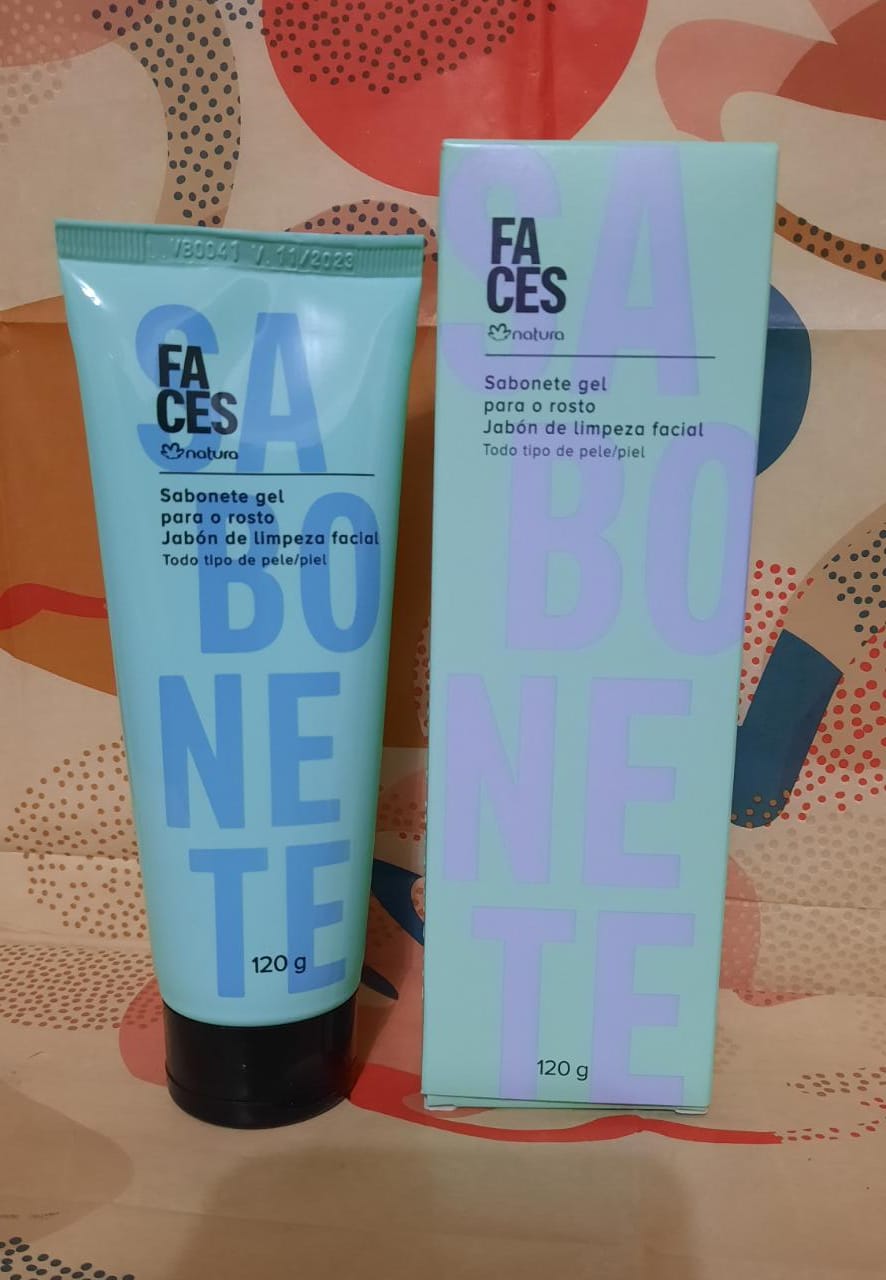 VB0041 V.11/2023
SA
BO
NE
TE
FA
CES
natura
Sabonete gel
para o rosto
Jabón de limpeza facial
Todo tipo de pele/piel
120 g
SA
BO
NE
TE
FA
CES
natura
Sabonete gel
para o rosto
Jabón de limpeza facial
Todo tipo de pele/piel
120 g